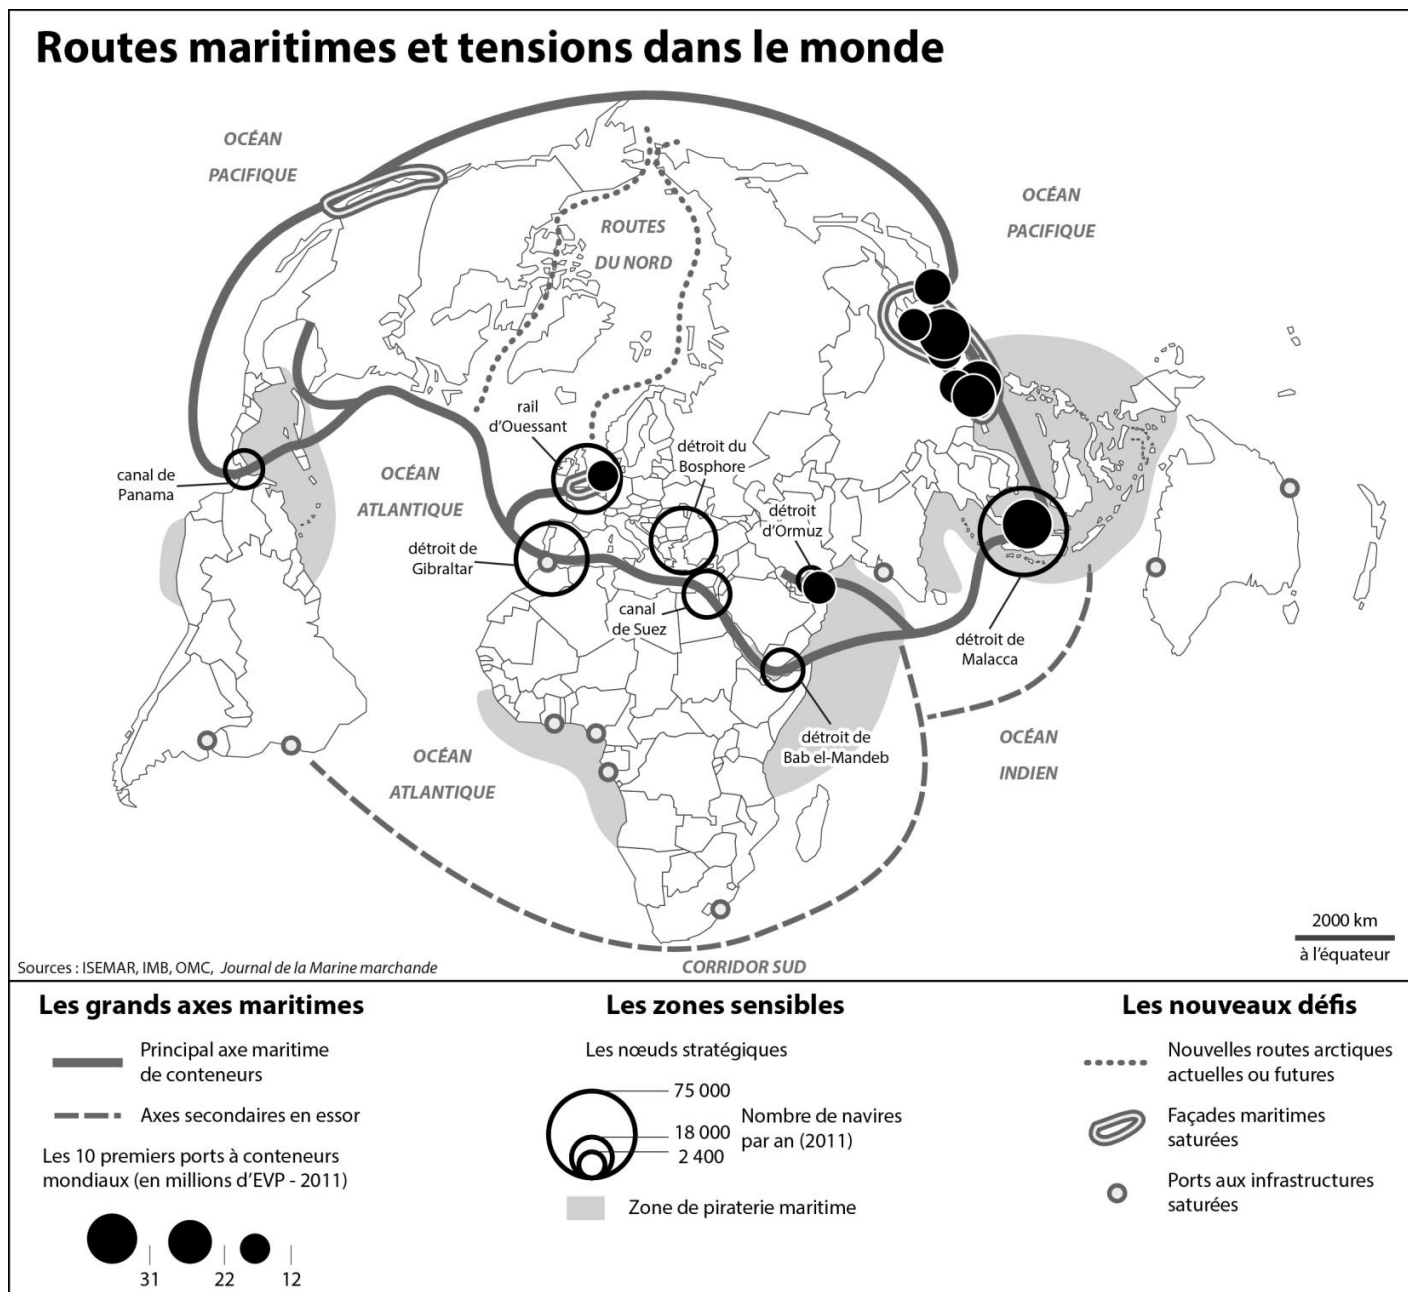 Routes maritimes et tensions dans le monde
OCÉAN
PACIFIQUE
OCÉAN
PACIFIQUE
ROUTES
DU NORD
rail
d'Ouessant
détroit du
Bosphore
canal de
Panama
OCÉAN
ATLANTIQUE
détroit
d'Ormuz
détroit de
Gibraltar
canal
de Suez
détroit de
Malacca
détroit de
Bab el-Mandeb
OCÉAN
ATLANTIQUE
OCÉAN
INDIEN
2000 km
à l'équateur
Sources : ISEMAR, IMB, OMC, Journal de la Marine marchande
CORRIDOR SUD
Les grands axes maritimes
Principal axe maritime
de conteneurs
Axes secondaires en essor
Les 10 premiers ports à conteneurs
mondiaux (en millions d'EVP - 2011)
31
22
12
Les zones sensibles
Les nœuds stratégiques
75 000
18 000
2 400
Nombre de navires
par an (2011)
Zone de piraterie maritime
Les nouveaux défis
Nouvelles routes arctiques
actuelles ou futures
Façades maritimes
saturées
Ports aux infrastructures
saturées